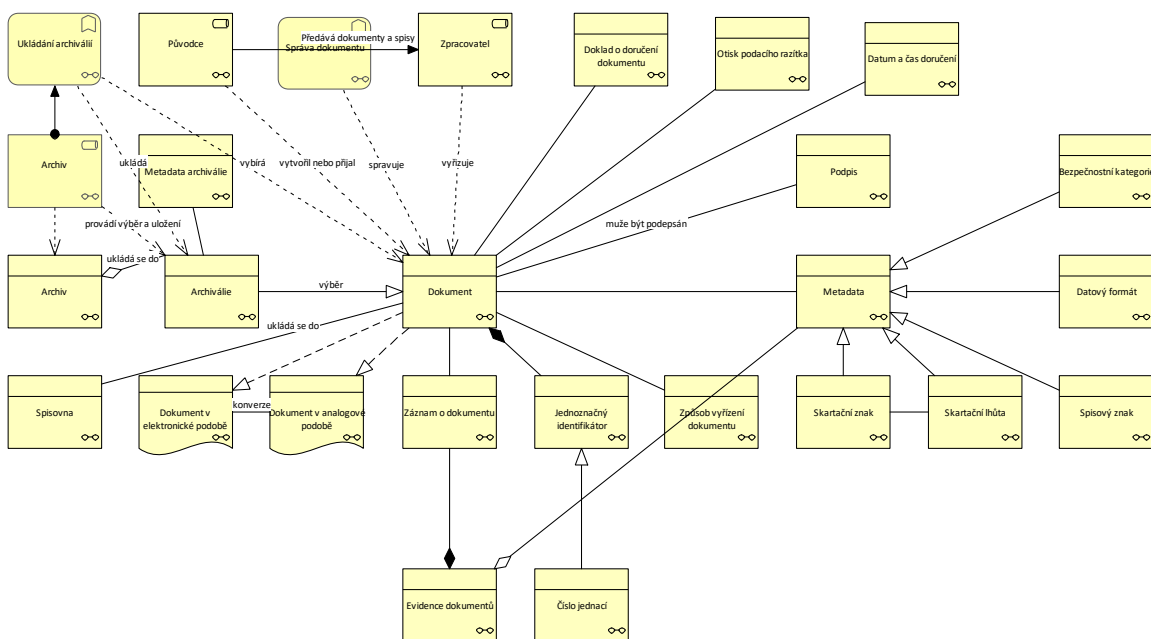 Ukládání archiválií
Původce
Předává dokumenty a spisy
Správa dokumentu
Zpracovatel
Doklad o doručení
dokumentu
Otisk podacího razítka
Datum a čas doručení
Archiv
ukládá
Metadata archiválie
vybírá
vytvořil nebo přijal
spravuje
vyřizuje
Podpis
Bezpečnostní kategorie
provádí výběr a uložení
muže být podepsán
ukládá se do
Archiv
Archiválie
výběr
Dokument
Metadata
Datový formát
ukládá se do
Spisovna
Dokument v
elektronické podobě
konverze
Dokument v analogové
podobě
Záznam o dokumentu
Jednoznačný
identifikátor
Způsob vyřízení
dokumentu
Skartační znak
Skartační lhůta
Spisový znak
Evidence dokumentů
Číslo jednací